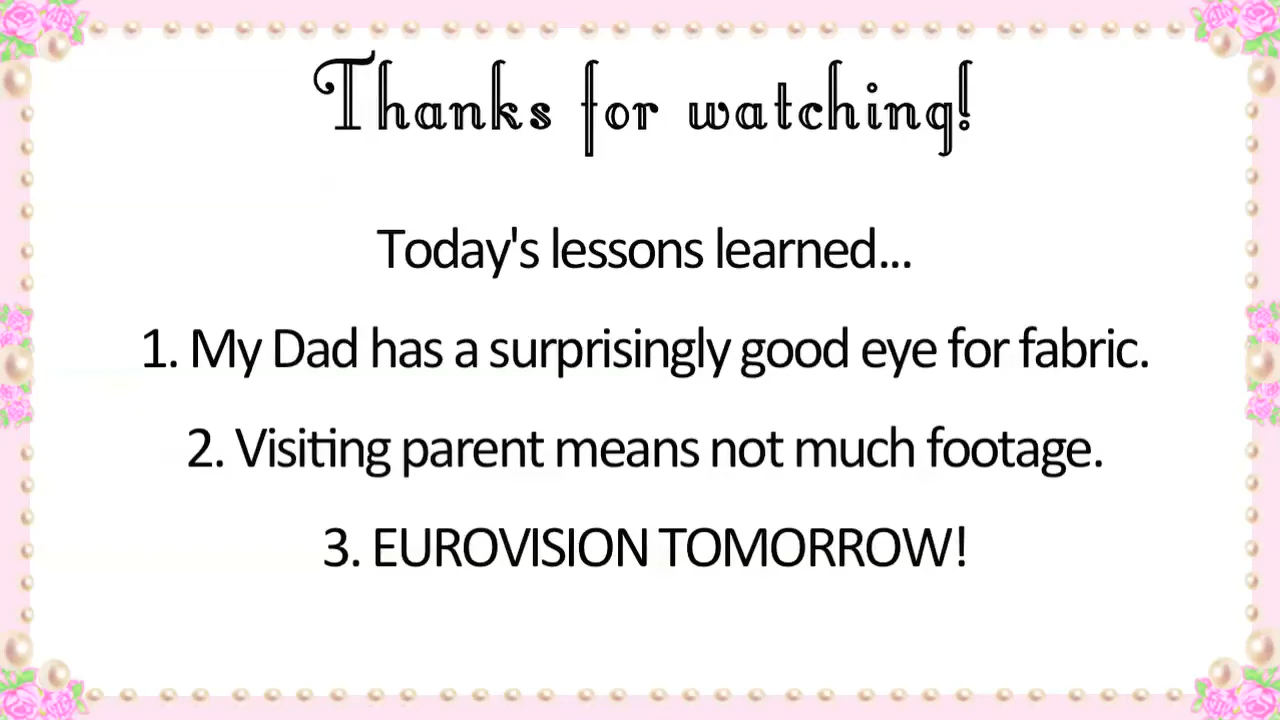 Thanks for watching!
Today's lessons learned...
1. My Dad has a surprisingly good eye for fabric.
2. Visiting parent means not much footage.
3. EUROVISION TOMORROW!